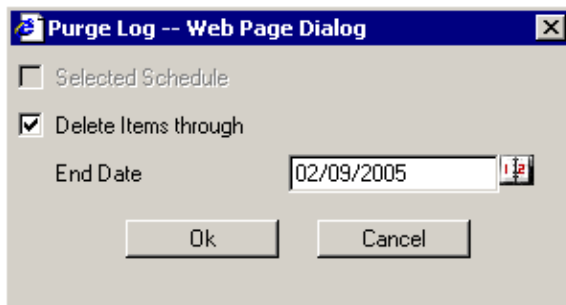 Purge Log -- Web Page Dialog
Selected Schedule
Delete Items through
End Date 02/09/2005
Ok Cancel